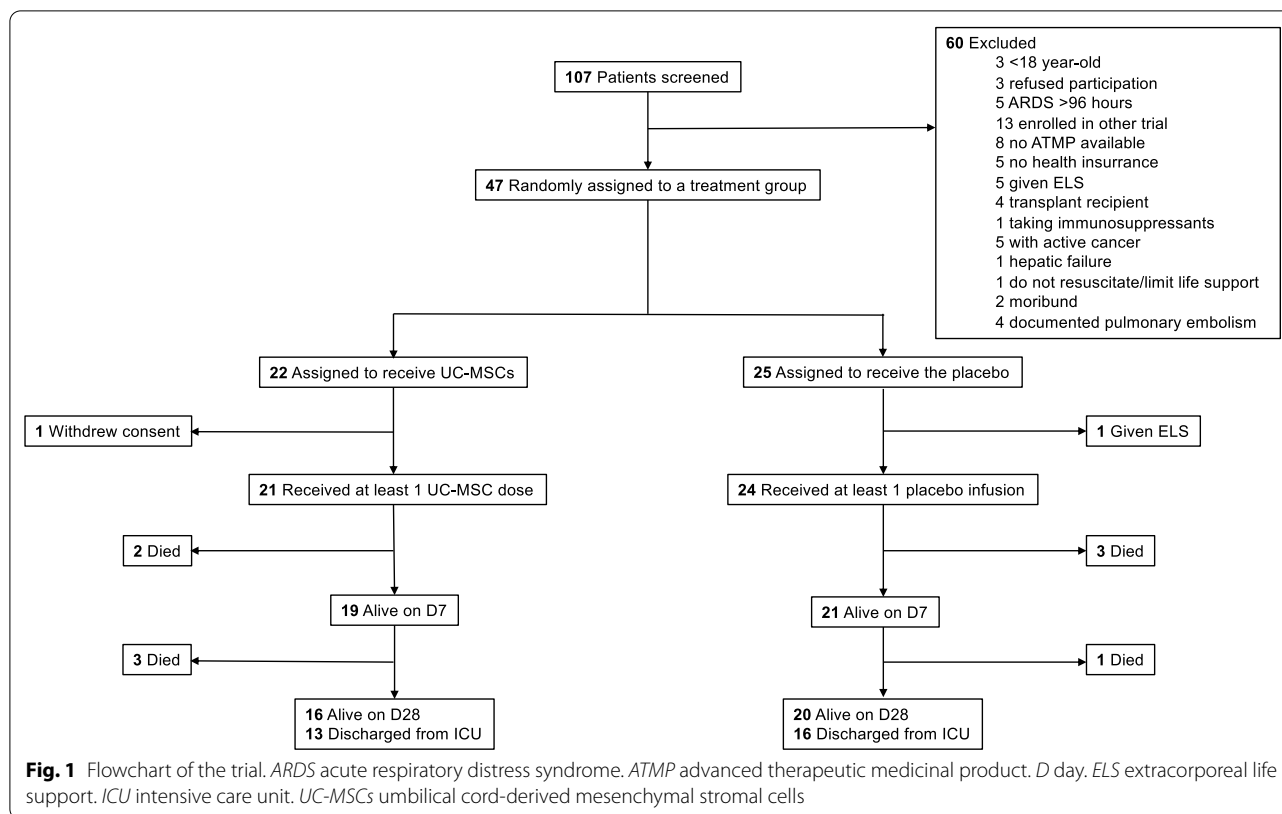 60 Excluded
3 <18 year-old
3 refused participation
5 ARDS >96 hours
13 enrolled in other trial
8 no ATMP available
5 no health insurrance
5 given ELS
4 transplant recipient
1 taking immunosuppressants
5 with active cancer
1 hepatic failure
1 do not resuscitate/limit life support
2 moribund
4 documented pulmonary embolism
107 Patients screened
47 Randomly assigned to a treatment group
22 Assigned to receive UC-MSCs
25 Assigned to receive the placebo
1 Withdrew consent
1 Given ELS
21 Received at least 1 UC-MSC dose
24 Received at least 1 placebo infusion
2 Died
3 Died
19 Alive on D7
21 Alive on D7
3 Died
1 Died
16 Alive on D28
13 Discharged from ICU
20 Alive on D28
16 Discharged from ICU
Fig. 1 Flowchart of the trial. ARDS acute respiratory distress syndrome. ATMP advanced therapeutic medicinal product. D day. ELS extracorporeal life
support. ICU intensive care unit. UC-MSCs umbilical cord-derived mesenchymal stromal cells